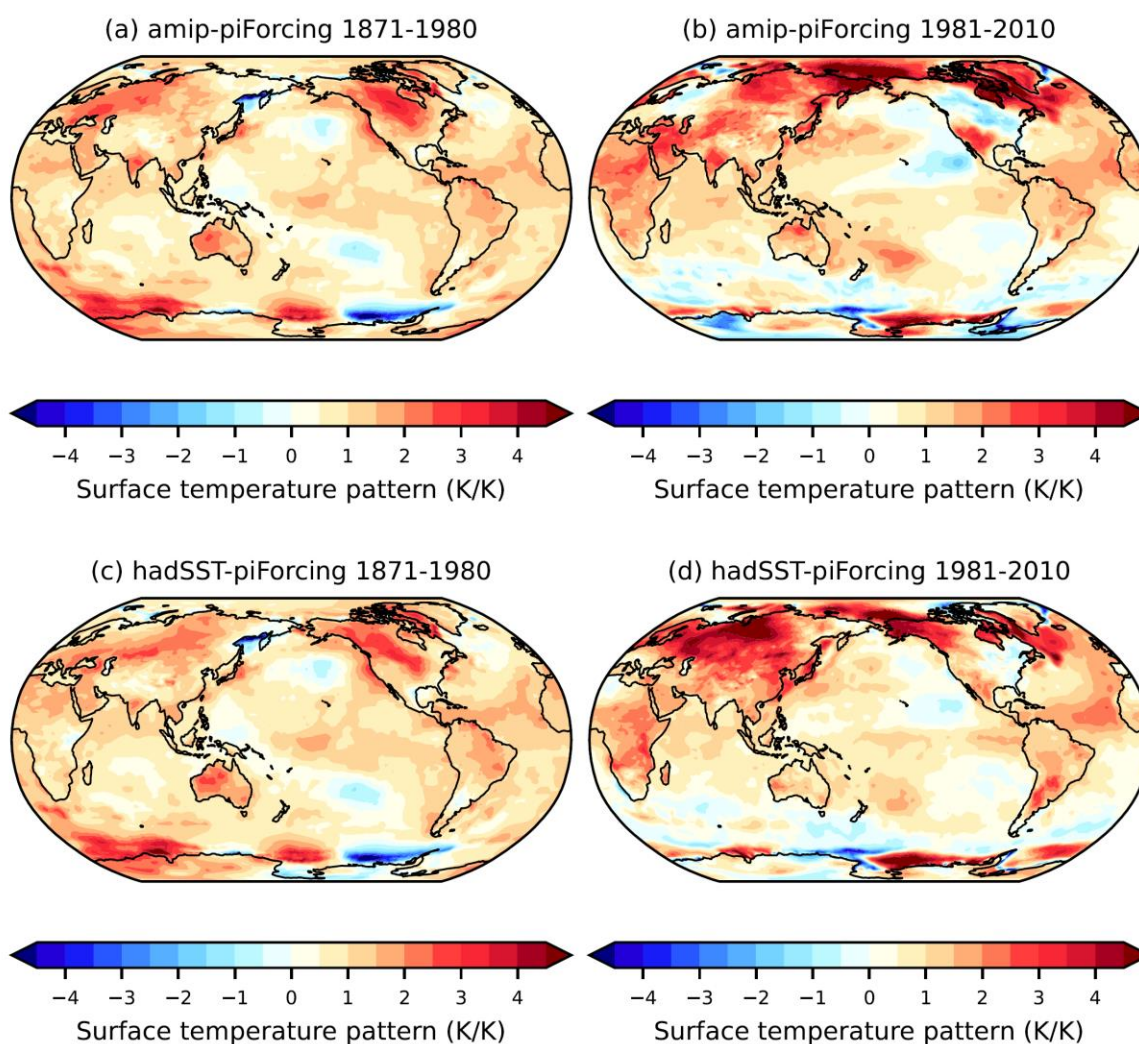 (a) amip-piForcing 1871-1980
(b) amip-piForcing 1981-2010
−4 −3 −2 −1 0 1 2 3 4
Surface temperature pattern (K/K)
−4 −3 −2 −1 0 1 2 3 4
Surface temperature pattern (K/K)
(c) hadSST-piForcing 1871-1980
(d) hadSST-piForcing 1981-2010
−4 −3 −2 −1 0 1 2 3 4
Surface temperature pattern (K/K)
−4 −3 −2 −1 0 1 2 3 4
Surface temperature pattern (K/K)